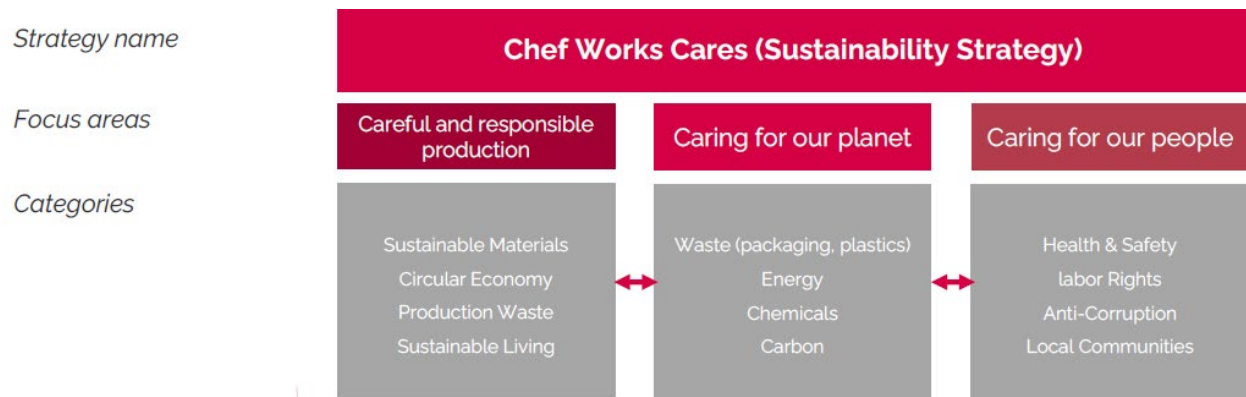 Strategy name
Chef Works Cares (Sustainability Strategy)
Focus areas
Careful and responsible
production
Caring for our planet
Caring for our people
Categories
Sustainable Materials
Circular Economy
Production Waste
Sustainable Living
Waste (packaging, plastics)
Energy
Chemicals
Carbon
Health & Safety
labor Rights
Anti-Corruption
Local Communities